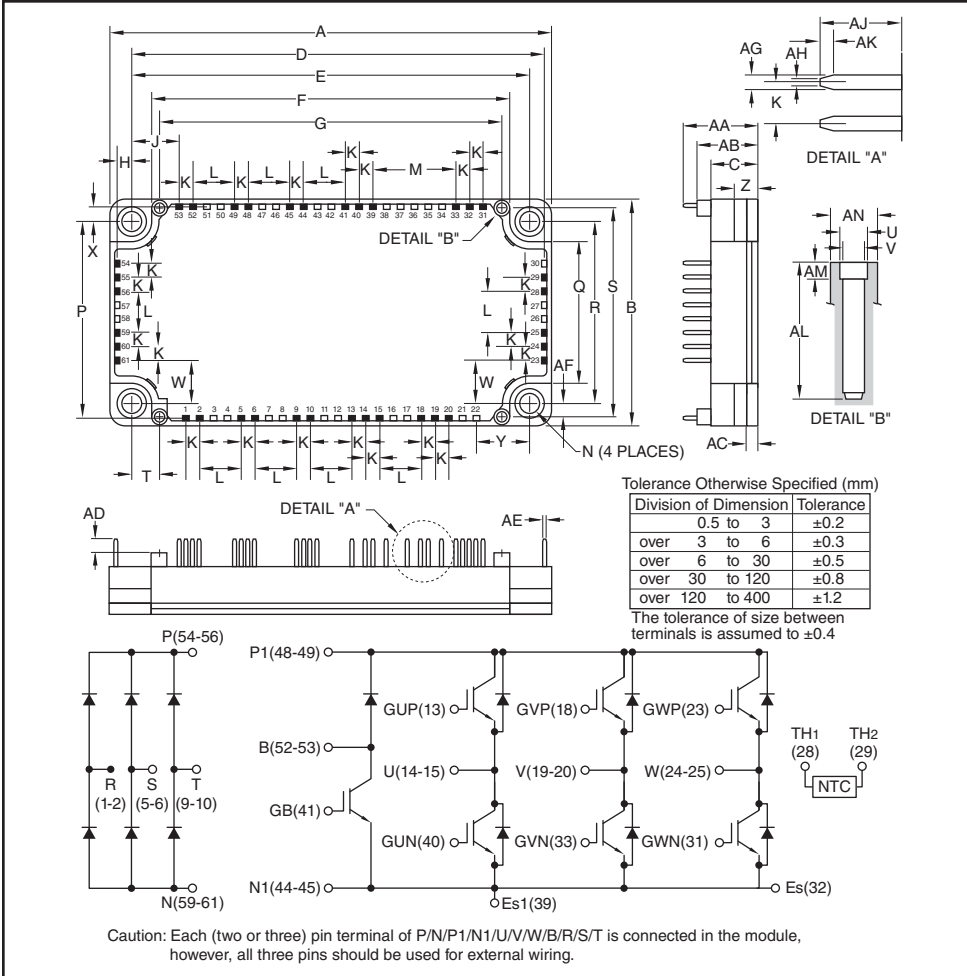 A
D
E
F
G
J
H
K
K
K
L
K
L
K
L
K
M
K
53 52 51 50 49 48 47 46 45 44 43 42 41 40 39 38 37 36 35 34 33 32 31
DETAIL "B"
X
P
54
55
56
57
58
59
60
61
K
K
L
K
K
W
30
29
28
27
26
25
24
23
K
L
K
K
W
Q
S
R
B
AF
1 2 3 4 5 6 7 8 9 10 11 12 13 14 15 16 17 18 19 20 21 22
T
K
L
K
L
K
L
K
K
L
K
K
Y
N (4 PLACES)
AA
AB
C
Z
AC
AJ
AG
AH
AK
K
DETAIL "A"
AN
U
V
AM
AL
DETAIL "B"
AD
DETAIL "A"
AE
Tolerance Otherwise Specified (mm)
Division of Dimension Tolerance
0.5 to 3 ±0.2
over 3 to 6 ±0.3
over 6 to 30 ±0.5
over 30 to 120 ±0.8
over 120 to 400 ±1.2
The tolerance of size between
terminals is assumed to ±0.4
P(54-56)
R
(1-2)
S
(5-6)
T
(9-10)
N(59-61)
P1(48-49)
GUP(13)
GVP(18)
GWP(23)
B(52-53)
U(14-15)
V(19-20)
W(24-25)
GB(41)
GUN(40)
GVN(33)
GWN(31)
N1(44-45)
Es(32)
Es1(39)
TH1
(28)
TH2
(29)
NTC
Caution: Each (two or three) pin terminal of P/N/P1/N1/U/V/W/B/R/S/T is connected in the module,
however, all three pins should be used for external wiring.